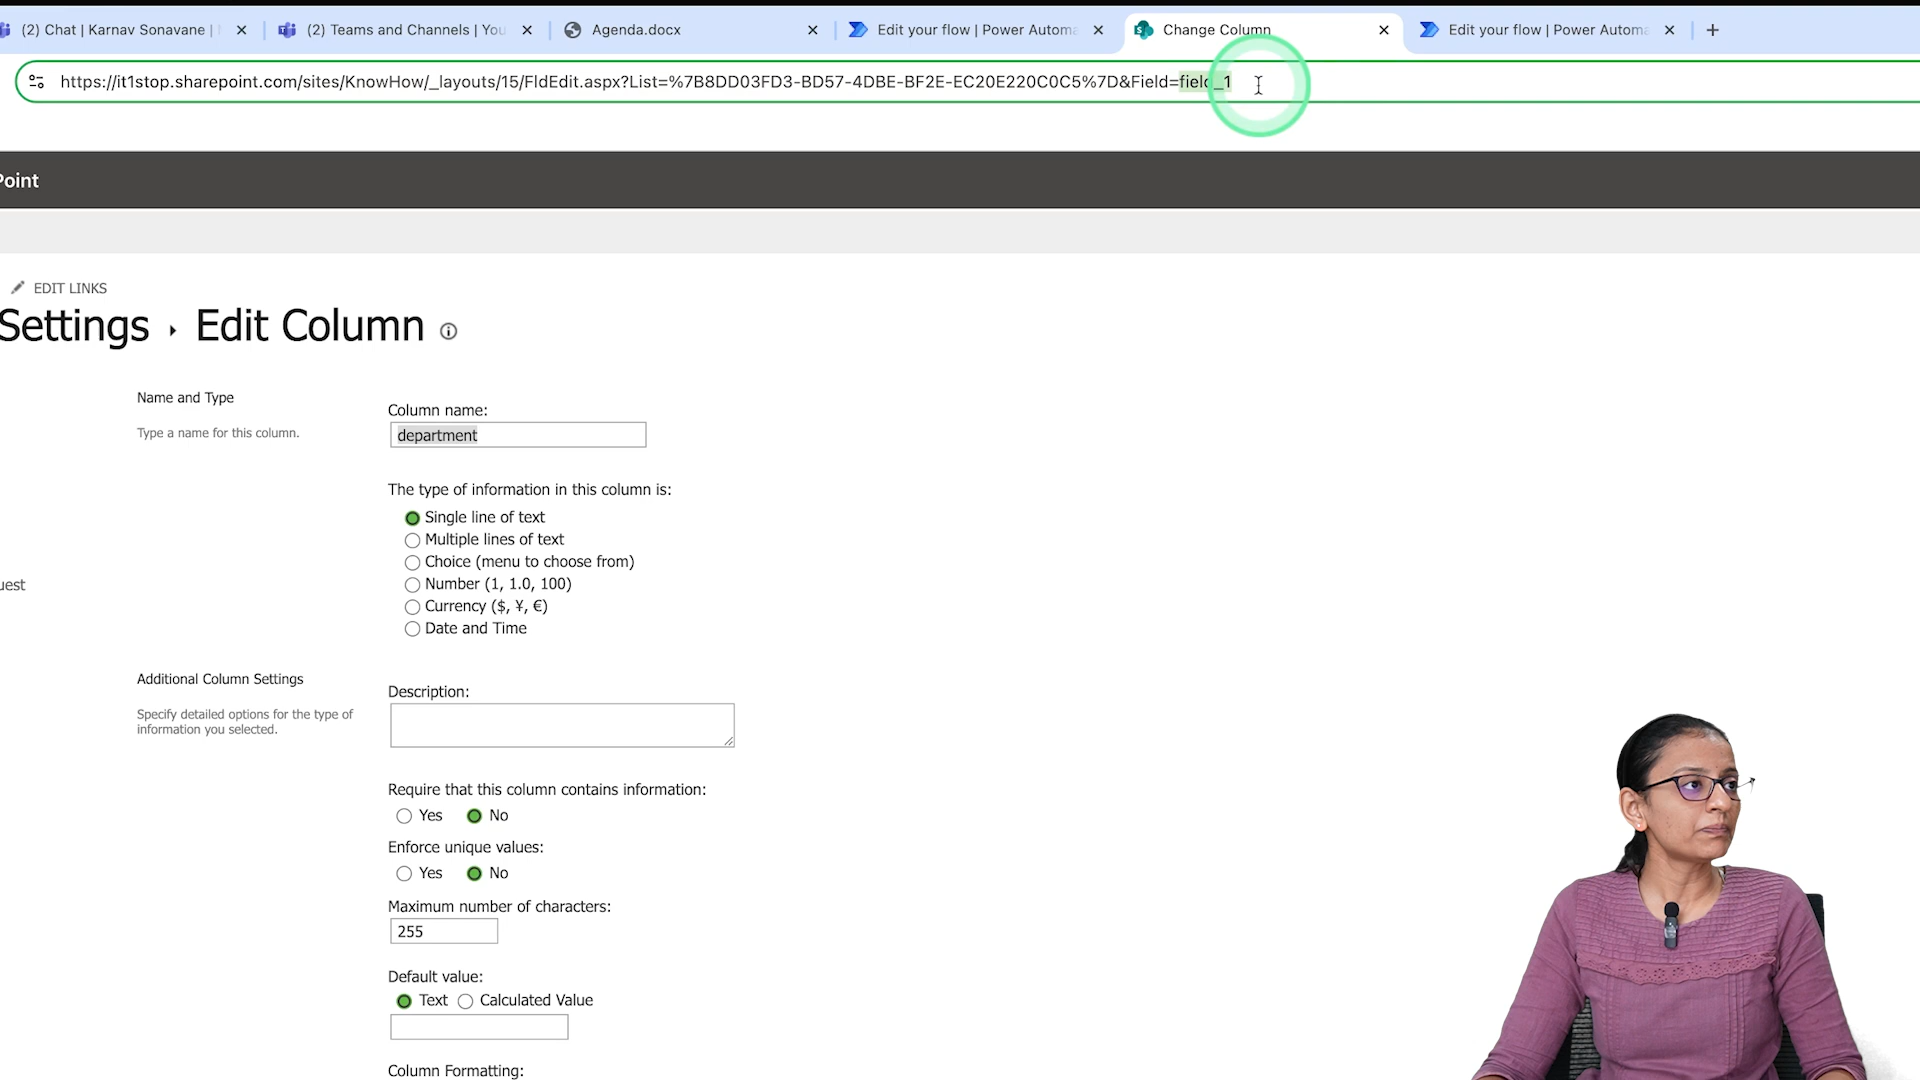 (2) Chat | Karnav Sonavane |
(2) Teams and Channels | You
Agenda.docx
Edit your flow | Power Automa
Change Column
Edit your flow | Power Automa
https://it1stop.sharepoint.com/sites/KnowHow/_layouts/15/FldEdit.aspx?List=%7B8DD03FD3-BD57-4DBE-BF2E-EC20E220C0C5%7D&Field=field_1
Point
EDIT LINKS
Settings ▸ Edit Column
Name and Type
Type a name for this column.
Column name:
department
The type of information in this column is:
Single line of text
Multiple lines of text
Choice (menu to choose from)
Number (1, 1.0, 100)
Currency ($, ¥, €)
Date and Time
uest
Additional Column Settings
Specify detailed options for the type of
information you selected.
Description:
Require that this column contains information:
Yes No
Enforce unique values:
Yes No
Maximum number of characters:
255
Default value:
Text Calculated Value
Column Formatting: